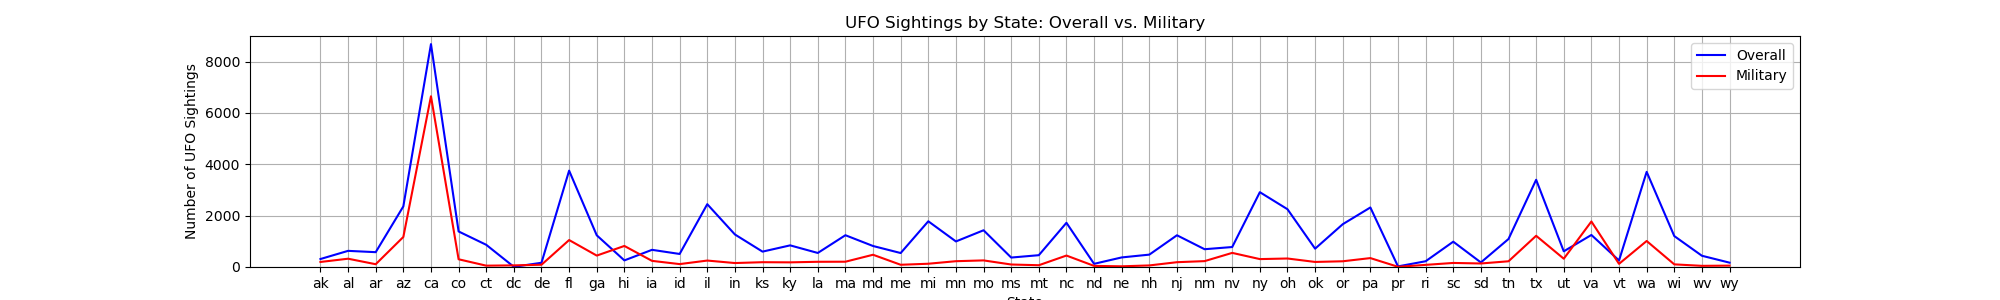 UFO Sightings by State: Overall vs. Military
Number of UFO Sightings
8000
6000
4000
2000
0
Overall
Military
ak al ar az ca co ct dc de fl ga hi ia id il in ks ky la ma md me mi mn mo ms mt nc nd ne nh nj nm nv ny oh ok or pa pr ri sc sd tn tx ut va vt wa wi wv wy
State